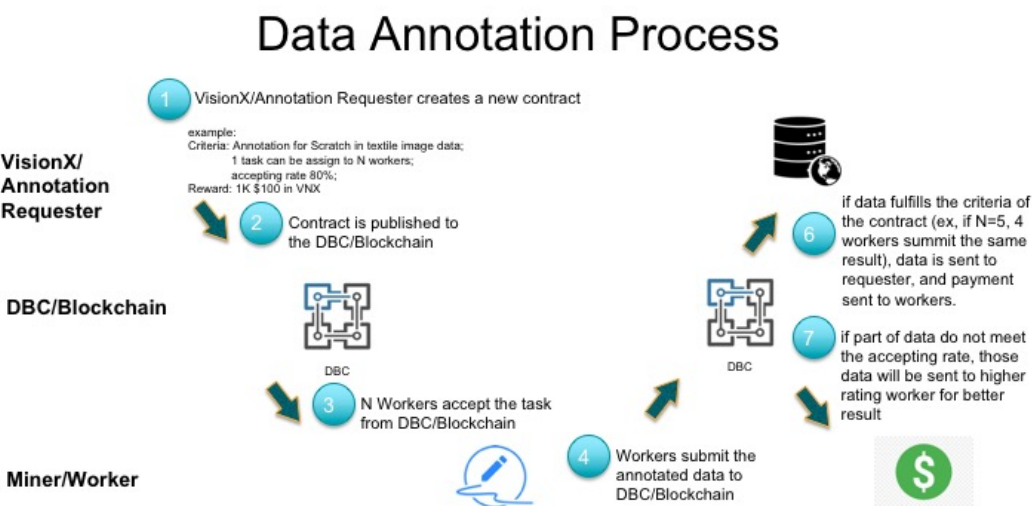 Data Annotation Process
1 VisionX/Annotation Requester creates a new contract
example:
Criteria: Annotation for Scratch in textile image data;
1 task can be assign to N workers;
accepting rate 80%;
Reward: 1K $100 in VNX
VisionX/
Annotation
Requester
2 Contract is published to
the DBC/Blockchain
6 if data fulfills the criteria of
the contract (ex, if N=5, 4
workers summit the same
result), data is sent to
requester, and payment
sent to workers.
DBC/Blockchain
DBC
DBC
7 if part of data do not meet
the accepting rate, those
data will be sent to higher
rating worker for better
result
3 N Workers accept the task
from DBC/Blockchain
Miner/Worker
4 Workers submit the
annotated data to
DBC/Blockchain
$